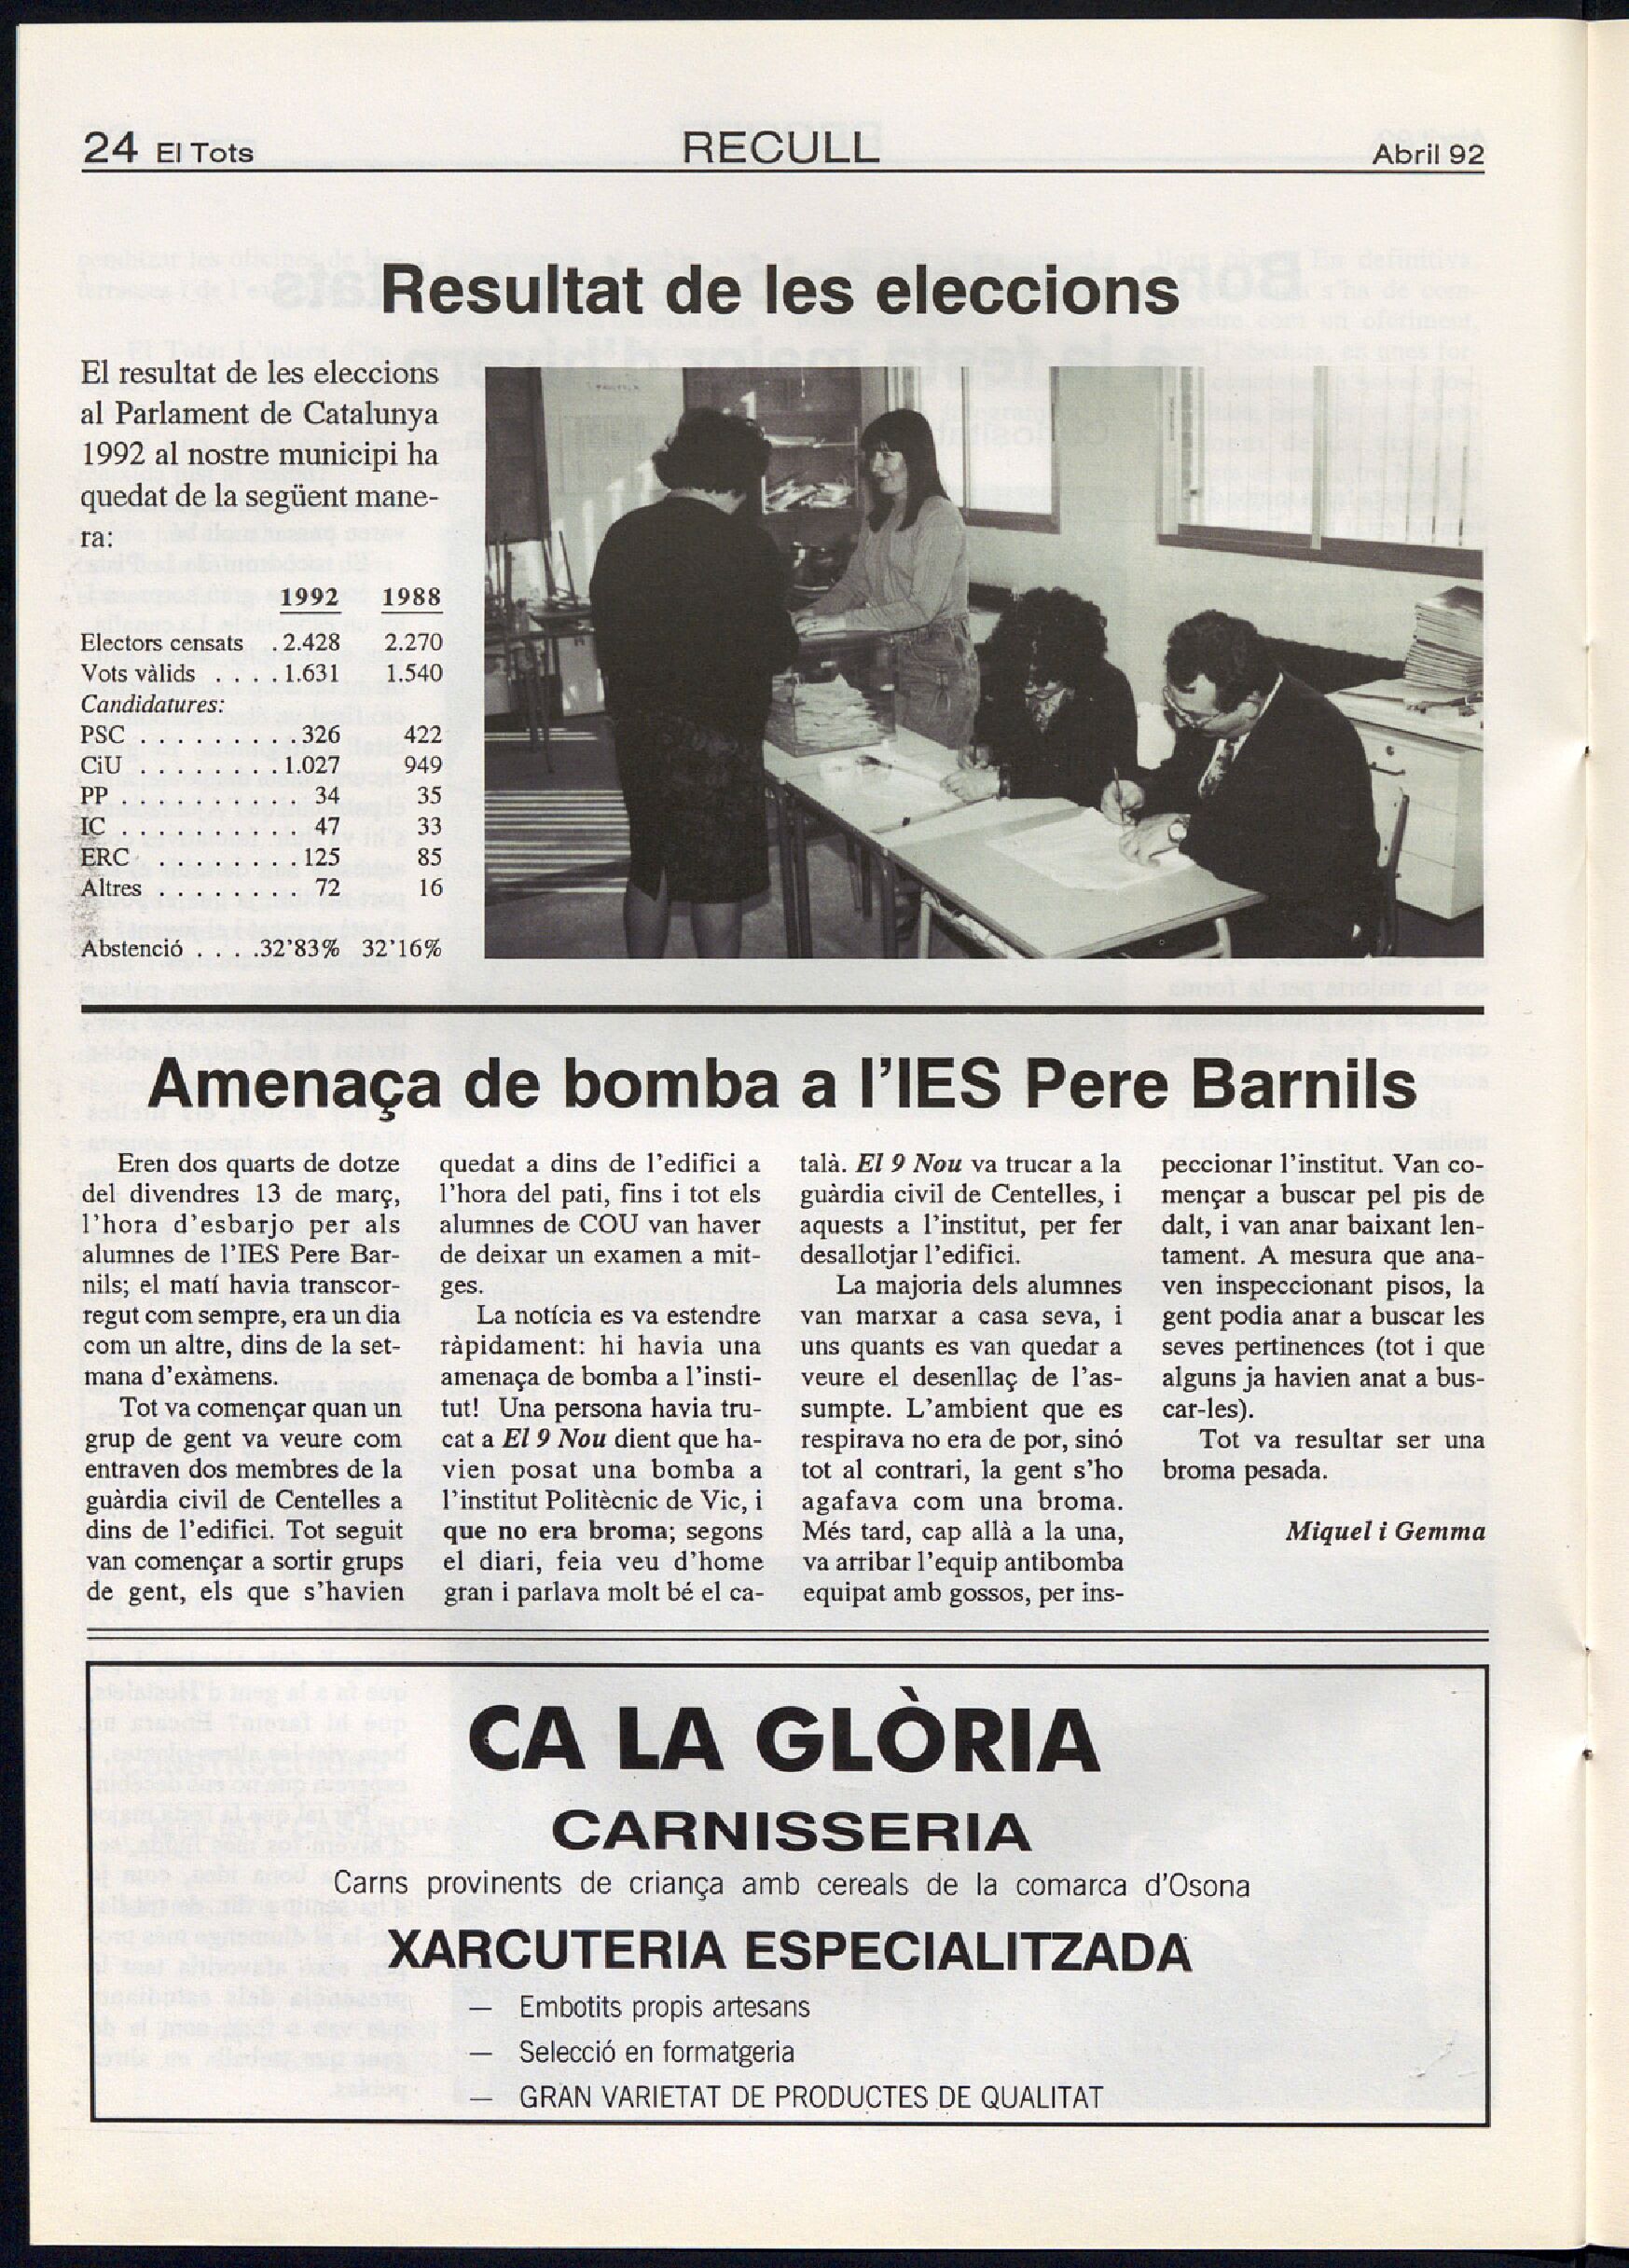 24 El Tots
RECULL
Abril 92
Resultat de les eleccions
El resultat de les eleccions
al Parlament de Catalunya
1992 al nostre municipi ha
quedat de la següent mane-
ra:
1992 1988
Electors censats . 2.428 2.270
Vots vàlids . . . . 1.631 1.540
Candidatures:
PSC . . . . . . . . . 326 422
CiU . . . . . . . . 1.027 949
PP . . . . . . . . . . 34 35
IC . . . . . . . . . . 47 33
ERC . . . . . . . . . 125 85
Altres . . . . . . . . 72 16
Abstenció . . . .32'83% 32'16%
Amenaça de bomba a l'IES Pere Barnils
Eren dos quarts de dotze
del divendres 13 de març,
l'hora d'esbarjo per als
alumnes de l'IES Pere Bar-
nils; el matí havia transcor-
regut com sempre, era un dia
com un altre, dins de la set-
mana d'exàmens.
Tot va començar quan un
grup de gent va veure com
entraven dos membres de la
guàrdia civil de Centelles a
dins de l'edifici. Tot seguit
van començar a sortir grups
de gent, els que s'havien
quedat a dins de l'edifici a
l'hora del pati, fins i tot els
alumnes de COU van haver
de deixar un examen a mit-
ges.
La notícia es va estendre
ràpidament: hi havia una
amenaça de bomba a l'insti-
tut! Una persona havia tru-
cat a El 9 Nou dient que ha-
vien posat una bomba a
l'institut Politècnic de Vic, i
que no era broma; segons
el diari, feia veu d'home
gran i parlava molt bé el ca-
talà. El 9 Nou va trucar a la
guàrdia civil de Centelles, i
aquests a l'institut, per fer
desallotjar l'edifici.
La majoria dels alumnes
van marxar a casa seva, i
uns quants es van quedar a
veure el desenllaç de l'as-
sumpte. L'ambient que es
respirava no era de por, sinó
tot al contrari, la gent s'ho
agafava com una broma.
Més tard, cap allà a la una,
va arribar l'equip antibomba
equipat amb gossos, per ins-
peccionar l'institut. Van co-
mençar a buscar pel pis de
dalt, i van anar baixant len-
tament. A mesura que ana-
ven inspeccionant pisos, la
gent podia anar a buscar les
seves pertinences (tot i que
alguns ja havien anat a bus-
car-les).
Tot va resultar ser una
broma pesada.
Miquel i Gemma
CA LA GLÒRIA
CARNISSERIA
Carns provinents de criança amb cereals de la comarca d'Osona
XARCUTERIA ESPECIALITZADA
— Embotits propis artesans
— Selecció en formatgeria
— GRAN VARIETAT DE PRODUCTES DE QUALITAT